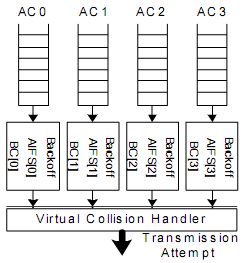 AC 0 AC 1 AC 2 AC 3
Backoff
AIFS[0]
BC[0]
Backoff
AIFS[1]
BC[1]
Backoff
AIFS[2]
BC[2]
Backoff
AIFS[3]
BC[3]
Virtual Collision Handler
Transmission
Attempt